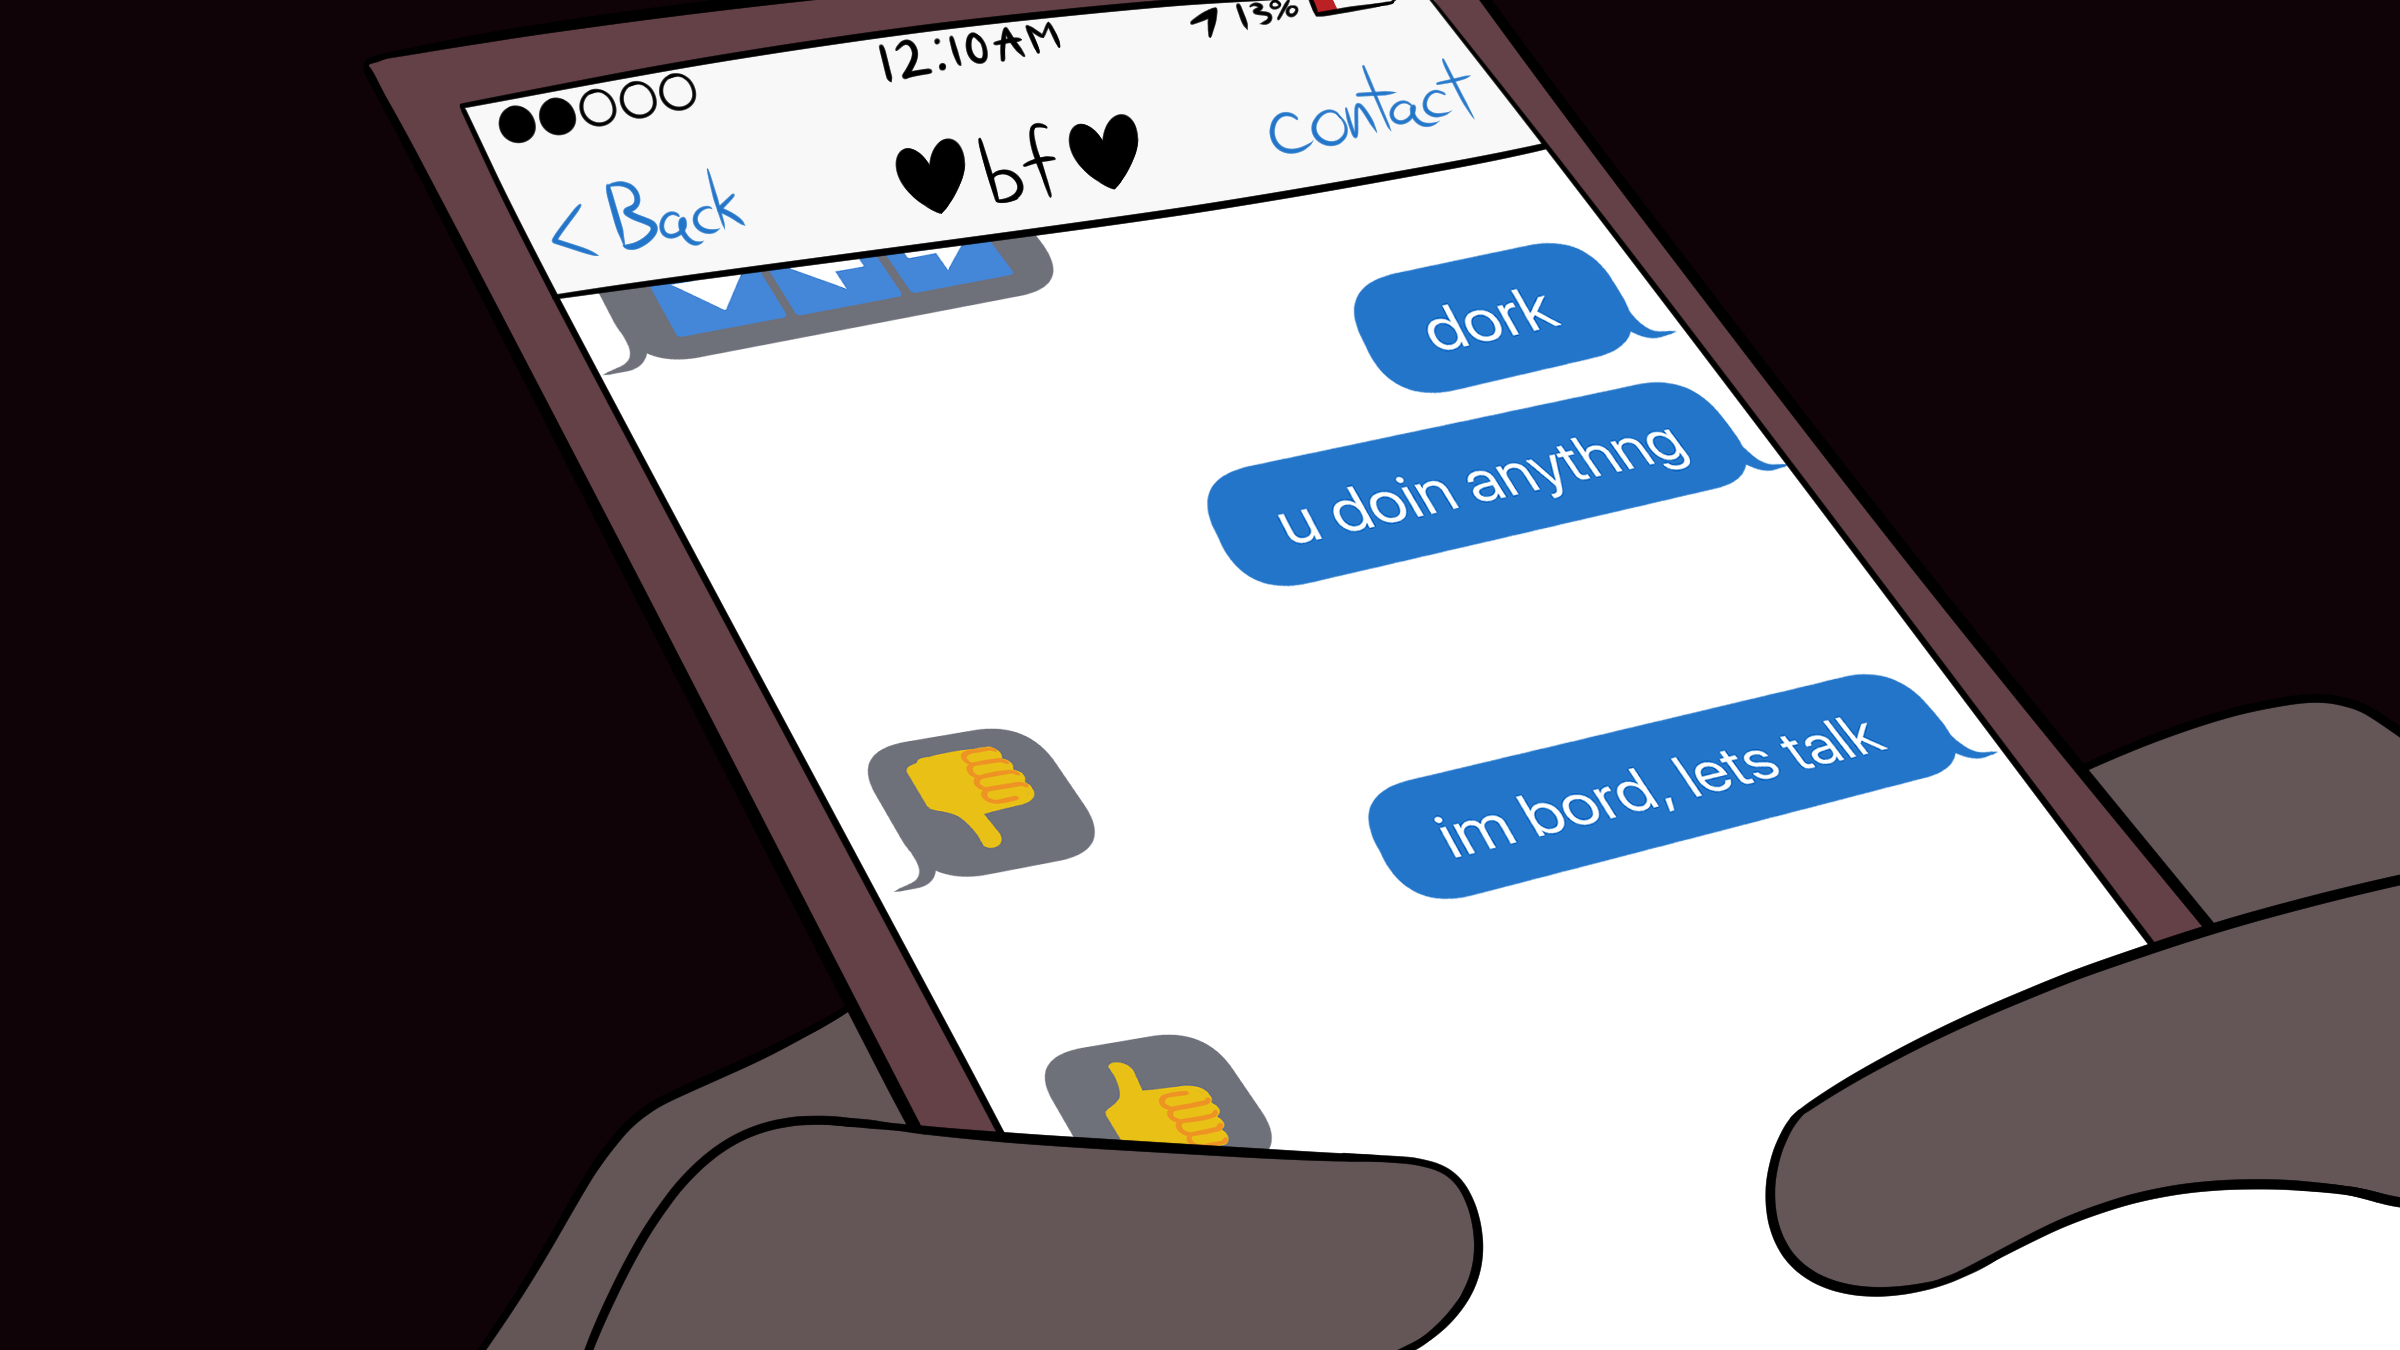 12:10AM
13%
< Back
♥ bf ♥
contact
dork
u doin anythng
im bord, lets talk